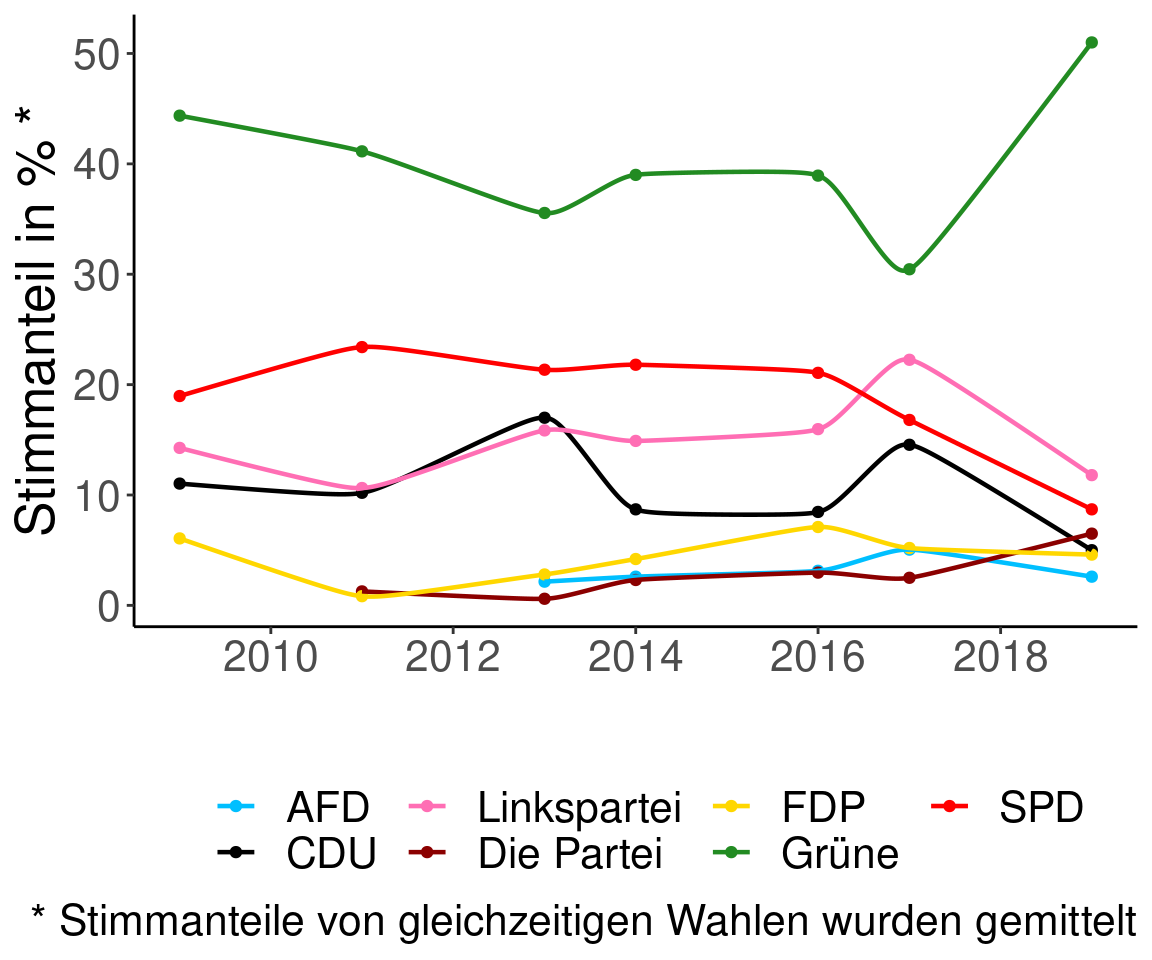 Stimmanteil in % *
50
40
30
20
10
0
2010 2012 2014 2016 2018
AFD Linkspartei FDP SPD
CDU Die Partei Grüne
* Stimmanteile von gleichzeitigen Wahlen wurden gemittelt